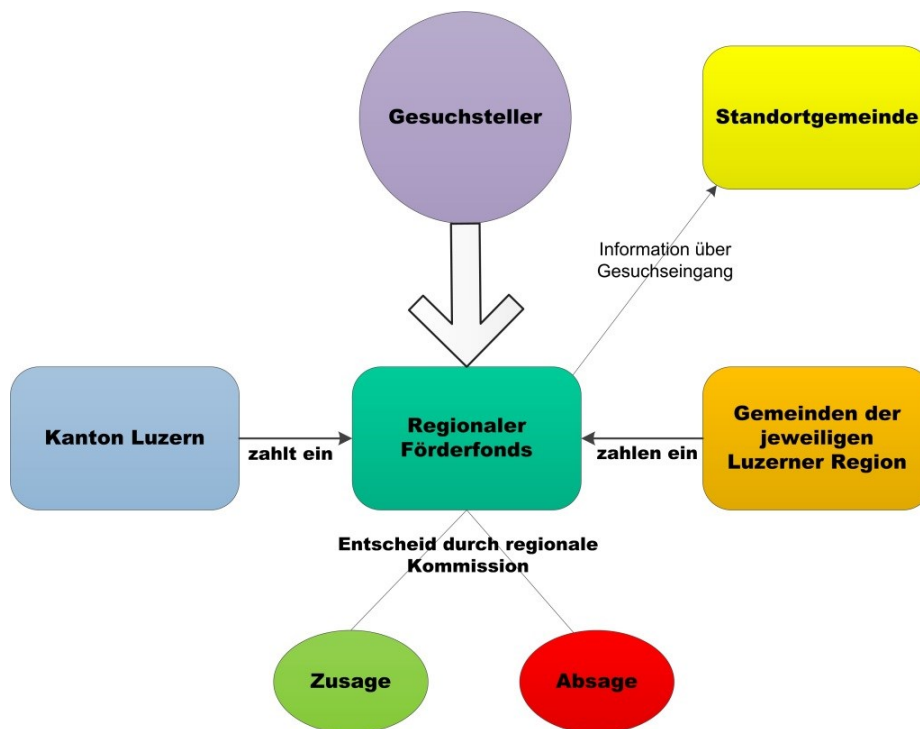 Gesuchsteller
Standortgemeinde
Information über
Gesuchseingang
Kanton Luzern
zahlt ein
Regionaler
Förderfonds
zahlen ein
Gemeinden der
jeweiligen
Luzerner Region
Entscheid durch regionale
Kommission
Zusage
Absage